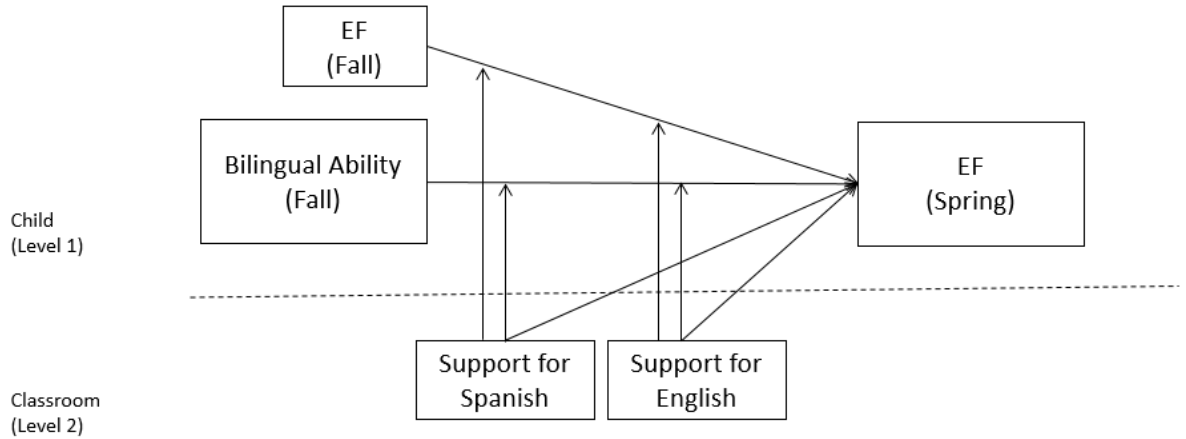 EF
(Fall)
Bilingual Ability
(Fall)
EF
(Spring)
Child
(Level 1)
Support for
Spanish
Support for
English
Classroom
(Level 2)